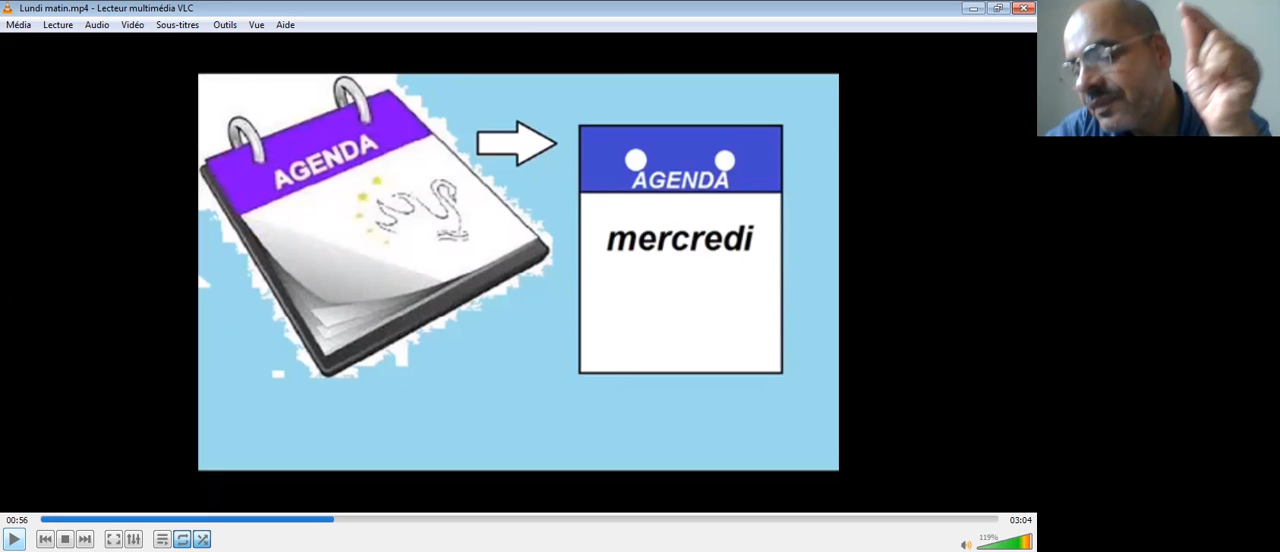 Lundi matin.mp4 - Lecteur multimédia VLC
Média Lecture Audio Vidéo Sous-titres Outils Vue Aide
AGENDA
AGENDA
mercredi
00:56
03:04
119%